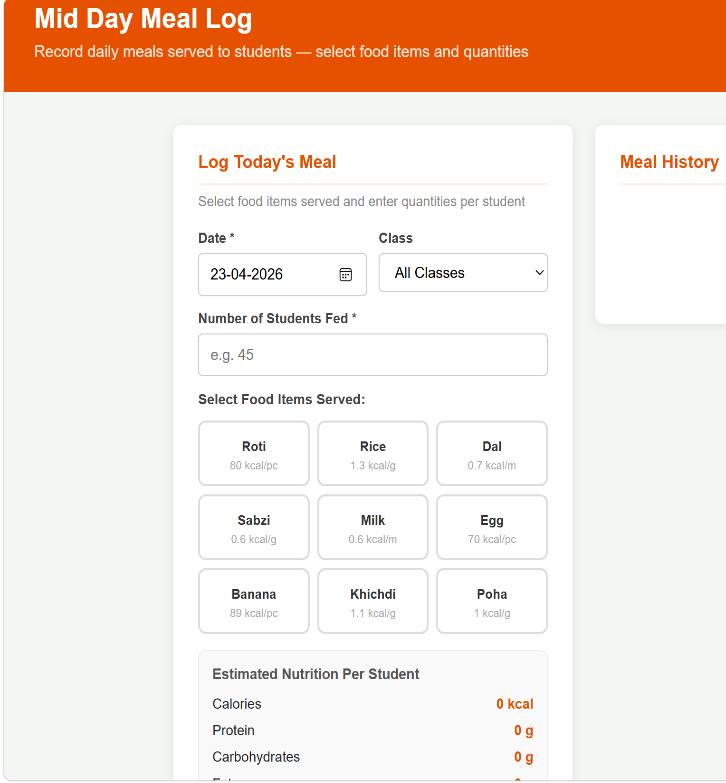 Mid Day Meal Log
Record daily meals served to students — select food items and quantities
Log Today's Meal
Select food items served and enter quantities per student
Date *
Class
23-04-2026
All Classes
Number of Students Fed *
e.g. 45
Select Food Items Served:
Roti
80 kcal/pc
Rice
1.3 kcal/g
Dal
0.7 kcal/m
Sabzi
0.6 kcal/g
Milk
0.6 kcal/m
Egg
70 kcal/pc
Banana
89 kcal/pc
Khichdi
1.1 kcal/g
Poha
1 kcal/g
Estimated Nutrition Per Student
Calories 0 kcal
Protein 0 g
Carbohydrates 0 g
Meal History